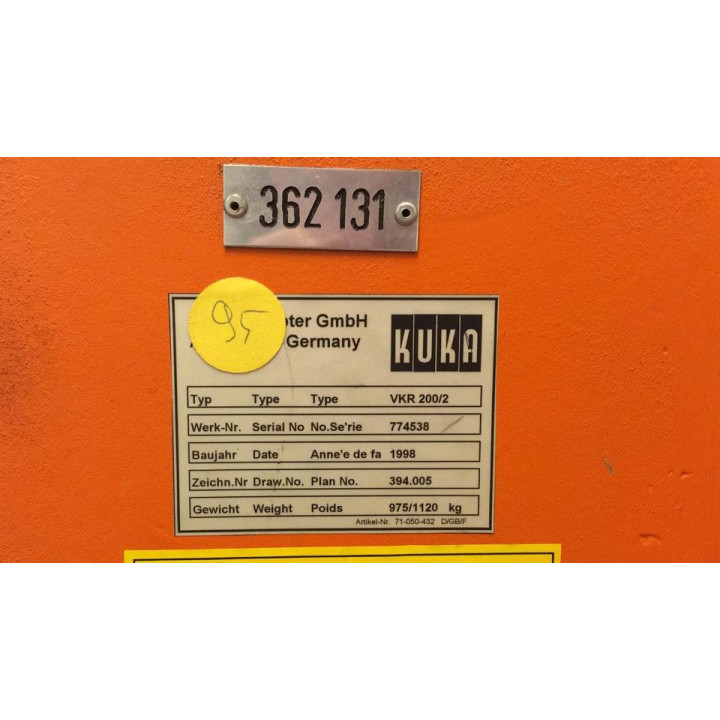 362 131
95
oter GmbH
Germany
KUKA
Typ Type Type VKR 200/2
Werk-Nr. Serial No No.Se'rie 774538
Baujahr Date Anne'e de fa 1998
Zeichn.Nr Draw.No. Plan No. 394.005
Gewicht Weight Poids 975/1120 kg
Artikel-Nr. 71-050-432 D/GB/F